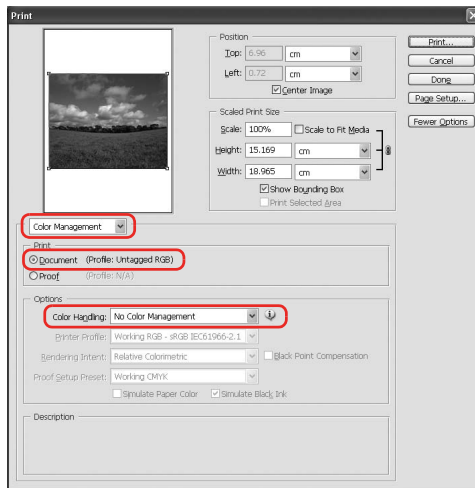 Print
Position
Top: 6.96 cm
Left: 0.72 cm
Center Image
Scaled Print Size
Scale: 100% Scale to Fit Media
Height: 15.169 cm
Width: 18.965 cm
Show Bounding Box
Print Selected Area
Print...
Cancel
Done
Page Setup...
Fewer Options
Color Management
Print
Document (Profile: Untagged RGB)
Proof (Profile: N/A)
Options
Color Handling: No Color Management
Printer Profile: Working RGB - sRGB IEC61966-2.1
Rendering Intent: Relative Colorimetric Black Point Compensation
Proof Setup Preset: Working CMYK
Simulate Paper Color Simulate Black Ink
Description